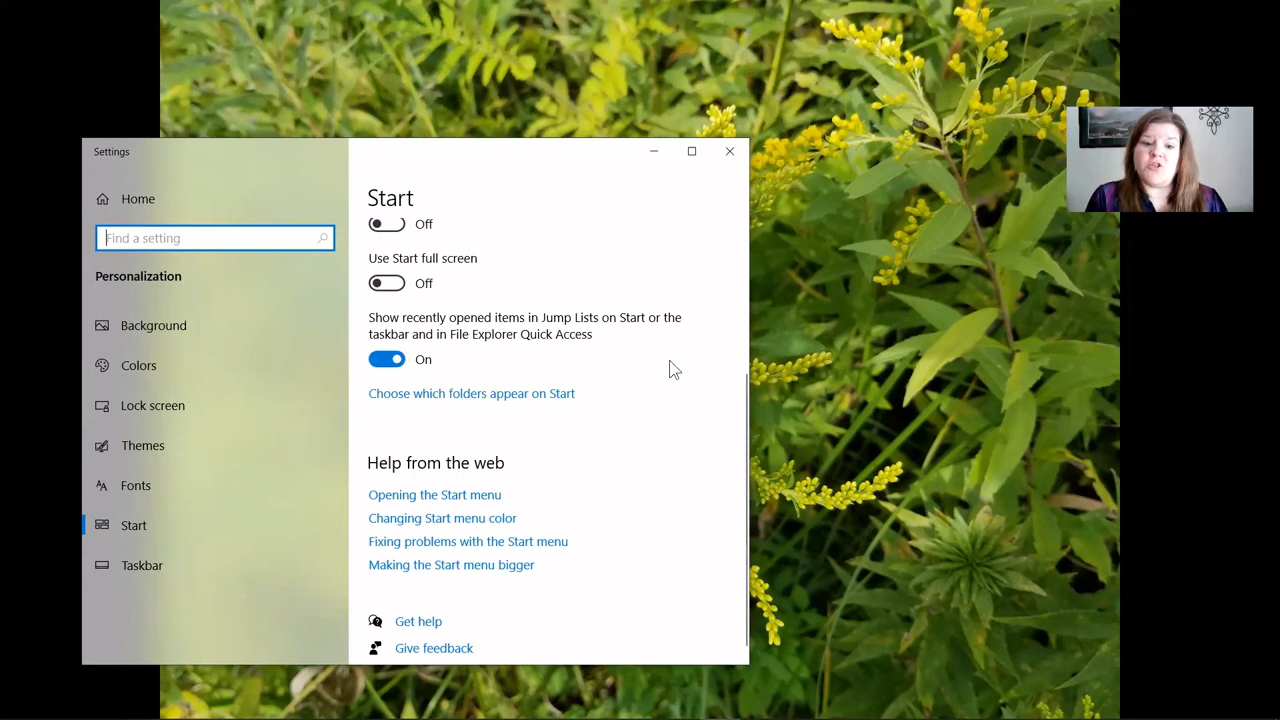 Settings
Home
Find a setting
Personalization
Background
Colors
Lock screen
Themes
Fonts
Start
Taskbar
Start
Off
Use Start full screen
Off
Show recently opened items in Jump Lists on Start or the
taskbar and in File Explorer Quick Access
On
Choose which folders appear on Start
Help from the web
Opening the Start menu
Changing Start menu color
Fixing problems with the Start menu
Making the Start menu bigger
Get help
Give feedback